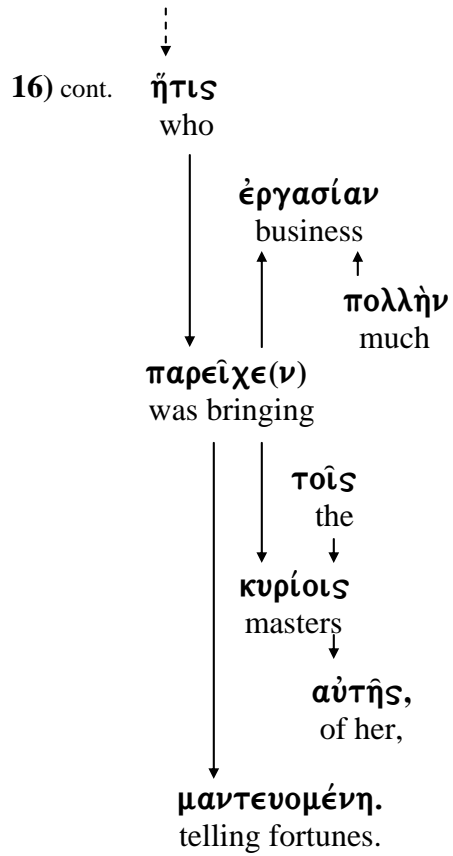 16) cont. ἥτις
who
ἐργασίαν
business
πολλὴν
much
παρεῖχε(ν)
was bringing
τοῖς
the
κυρίοις
masters
αὐτῆς,
of her,
μαντευομένη.
telling fortunes.